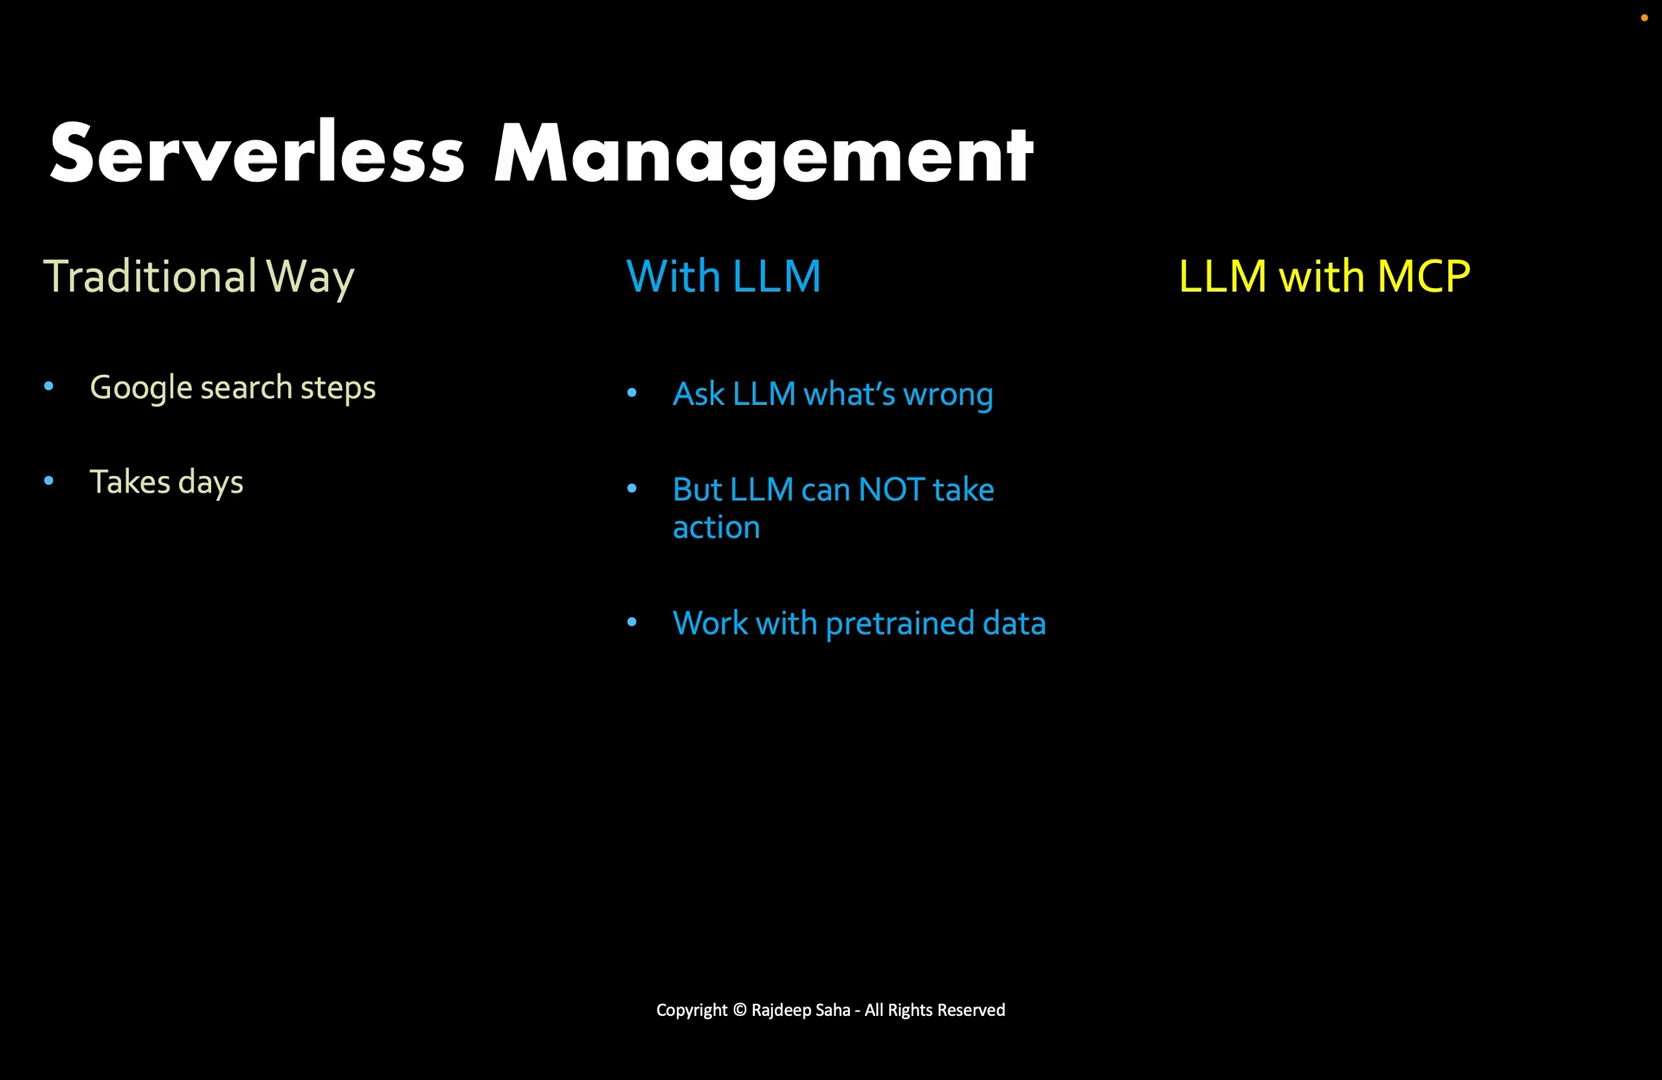 Serverless Management
Traditional Way
• Google search steps
• Takes days
With LLM
• Ask LLM what’s wrong
• But LLM can NOT take
action
• Work with pretrained data
LLM with MCP
Copyright © Rajdeep Saha - All Rights Reserved